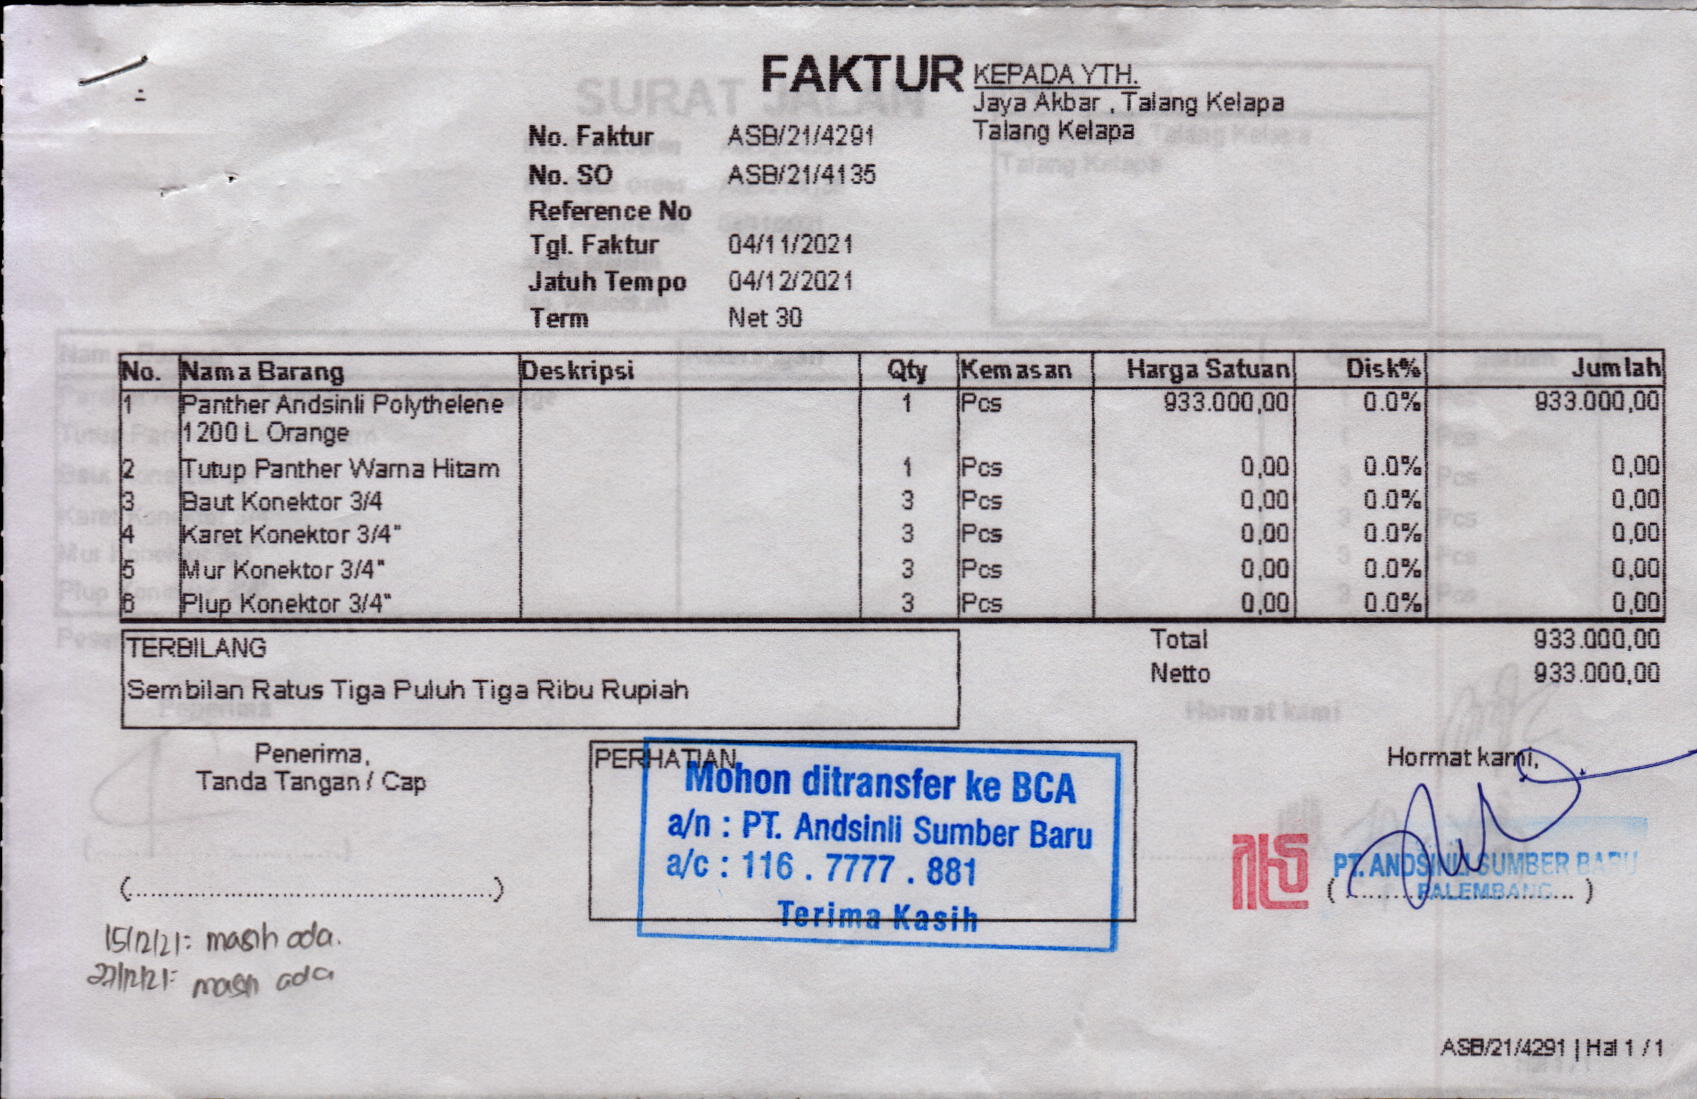 FAKTUR
KEPADA YTH.
Jaya Akbar , Talang Kelapa
Talang Kelapa
No. Faktur ASB/21/4291
No. SO ASB/21/4135
Reference No
Tgl. Faktur 04/11/2021
Jatuh Tempo 04/12/2021
Term Net 30
No. Nama Barang Deskripsi Qty Kemasan Harga Satuan Disk% Jumlah
1 Panther Andsinli Polythelene 1 Pcs 933.000,00 0.0% 933.000,00
1200 L Orange
2 Tutup Panther Warna Hitam 1 Pcs 0,00 0.0% 0,00
3 Baut Konektor 3/4 3 Pcs 0,00 0.0% 0,00
4 Karet Konektor 3/4" 3 Pcs 0,00 0.0% 0,00
5 Mur Konektor 3/4" 3 Pcs 0,00 0.0% 0,00
6 Plup Konektor 3/4" 3 Pcs 0,00 0.0% 0,00
TERBILANG
Sembilan Ratus Tiga Puluh Tiga Ribu Rupiah
Total 933.000,00
Netto 933.000,00
Penerima,
Tanda Tangan / Cap
(..........................................)
PERHATIAN
Mohon ditransfer ke BCA
a/n : PT. Andsinli Sumber Baru
a/c : 116 . 7777 . 881
Terima Kasih
Hormat kami,
PT. ANDSINLI SUMBER BARU
PALEMBANG
15/12/21: masih ada.
27/12/21: masih ada
ASB/21/4291 | Hal 1 / 1